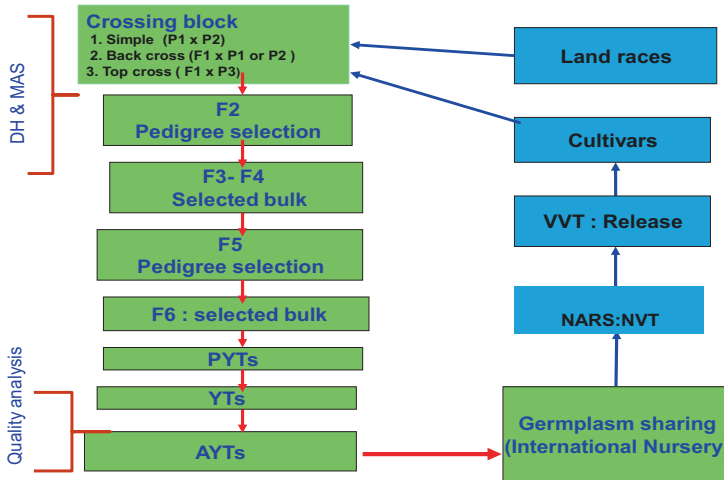 Crossing block
1. Simple (P1 x P2)
2. Back cross (F1 x P1 or P2 )
3. Top cross ( F1 x P3)
DH & MAS
F2
Pedigree selection
F3- F4
Selected bulk
F5
Pedigree selection
F6 : selected bulk
PYTs
YTs
AYTs
Quality analysis
Land races
Cultivars
VVT : Release
NARS:NVT
Germplasm sharing
(International Nursery